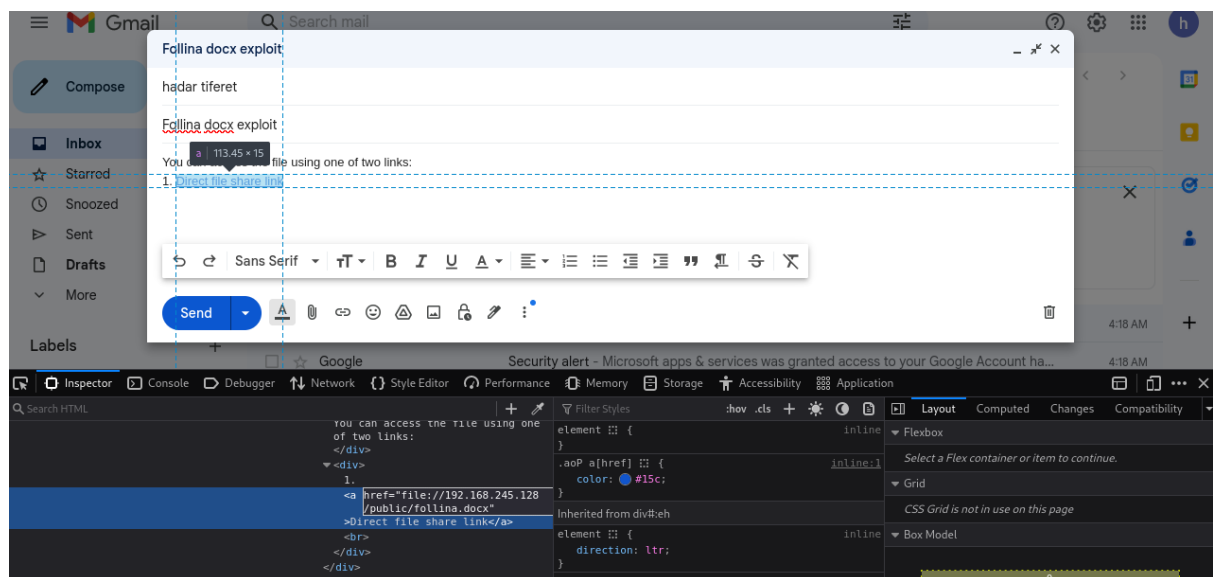 Gmail
Search mail
h
Follina docx exploit
Compose
hadar tiferet
31
Follina docx exploit
Inbox
a 113.45 × 15
You can access the file using one of two links:
Starred
1. Direct file share link
Snoozed
Sent
Sans Serif
Drafts
More
Send
4:18 AM
Labels
Google Security alert - Microsoft apps & services was granted access to your Google Account ha... 4:18 AM
Inspector Console Debugger Network Style Editor Performance Memory Storage Accessibility Application
Search HTML
Filter Styles :hov .cls
Layout Computed Changes Compatibility
You can access the file using one
of two links:
</div>
<div>
1.
<a href="file://192.168.245.128
/public/follina.docx"
>Direct file share link</a>
<br>
</div>
</div>
element { inline
}
.aoP a[href] { inline:1
color: #15c;
}
Inherited from div#:eh
element { inline
direction: ltr;
}
Flexbox
Select a Flex container or item to continue.
Grid
CSS Grid is not in use on this page
Box Model